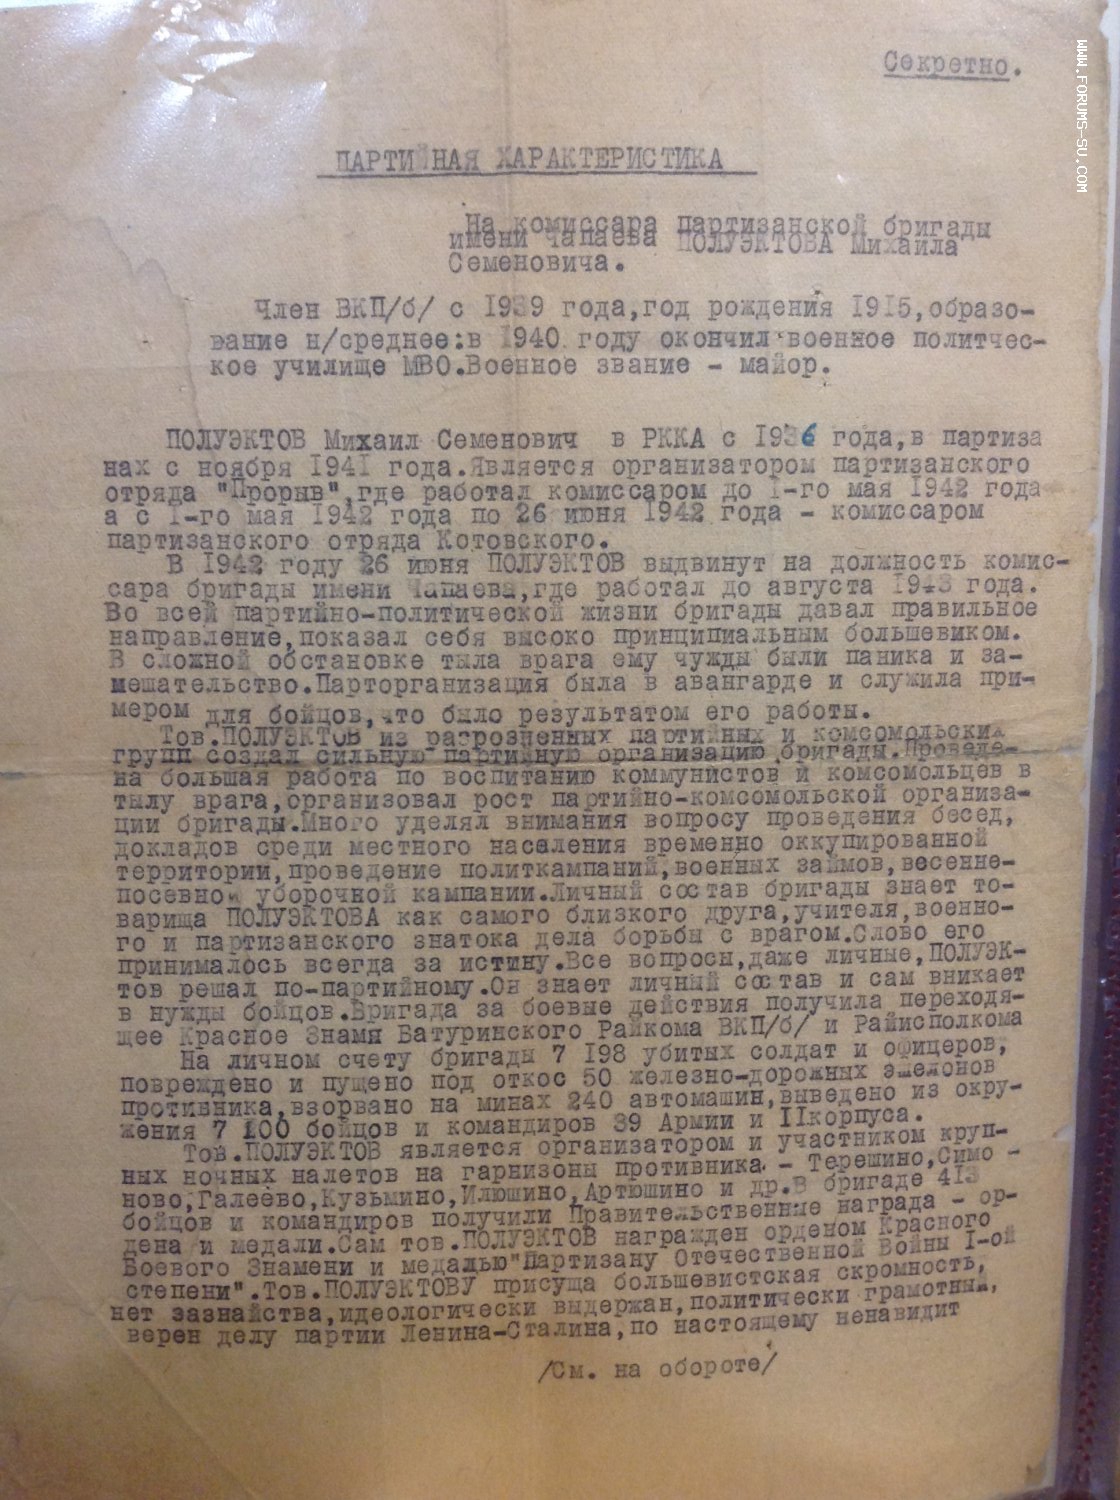 Секретно.
WWW.FORUMS-SU.COM
ПАРТИЙНАЯ ХАРАКТЕРИСТИКА
На комиссара партизанской бригады
имени Чапаева ПОЛУЭКТОВА Михаила
Семеновича.
Член ВКП/б/ с 1939 года,год рождения 1915,образо-
вание н/среднее:в 1940 году окончил военное политчес-
кое училище МВО.Военное звание - майор.
ПОЛУЭКТОВ Михаил Семенович в РККА с 1936 года,в партиза
нах с ноября 1941 года.Является организатором партизанского
отряда "Прорыв",где работал комиссаром до I-го мая 1942 года
а с I-го мая 1942 года по 26 июня 1942 года - комиссаром
партизанского отряда Котовского.
В 1942 году 26 июня ПОЛУЭКТОВ выдвинут на должность комис-
сара бригады имени Чапаева,где работал до августа 1943 года.
Во всей партийно-политической жизни бригады давал правильное
направление,показал себя высоко принципиальным большевиком.
В сложной обстановке тыла врага ему чужды были паника и за-
мешательство.Парторганизация была в авангарде и служила при-
мером для бойцов,что было результатом его работы.
Тов.ПОЛУЭКТОВ из разрозненных партийных и комсомольских
групп создал сильную партийную организацию бригады.Проведе-
на большая работа по воспитанию коммунистов и комсомольцев в
тылу врага,организовал рост партийно-комсомольской организа-
ции бригады.Много уделял внимания вопросу проведения бесед,
докладов среди местного населения временно оккупированной
территории,проведение политкампаний,военных займов,весенне-
посевной уборочной кампании.Личный состав бригады знает то-
варища ПОЛУЭКТОВА как самого близкого друга,учителя,военно-
го и партизанского знатока дела борьбы с врагом.Слово его
принималось всегда за истину.Все вопросы,даже личные,ПОЛУЭК-
тов решал по-партийному.Он знает личный состав и сам вникает
в нужды бойцов.Бригада за боевые действия получила переходя-
щее Красное Знамя Батуринского Райкома ВКП/б/ и Райисполкома
На личном счету бригады 7 198 убитых солдат и офицеров,
повреждено и пущено под откос 50 железно-дорожных эшелонов
противника,взорвано на минах 240 автомашин,выведено из окру-
жения 7 100 бойцов и командиров 39 Армии и IIкорпуса.
Тов.ПОЛУЭКТОВ является организатором и участником круп-
ных ночных налетов на гарнизоны противника - Терешино,Симо -
ново,Галеево,Кузьмино,Илюшино,Артюшино и др.В бригаде 413
бойцов и командиров получили Правительственные награда - ор-
дена и медали.Сам тов.ПОЛУЭКТОВ награжден орденом Красного
Боевого Знамени и медалью"Партизану Отечественной Войны I-ой
степени".Тов.ПОЛУЭКТОВУ присуща большевистская скромность,
нет зазнайства,идеологически выдержан,политически грамотный,
верен делу партии Ленина-Сталина,по настоящему ненавидит
/См. на обороте/